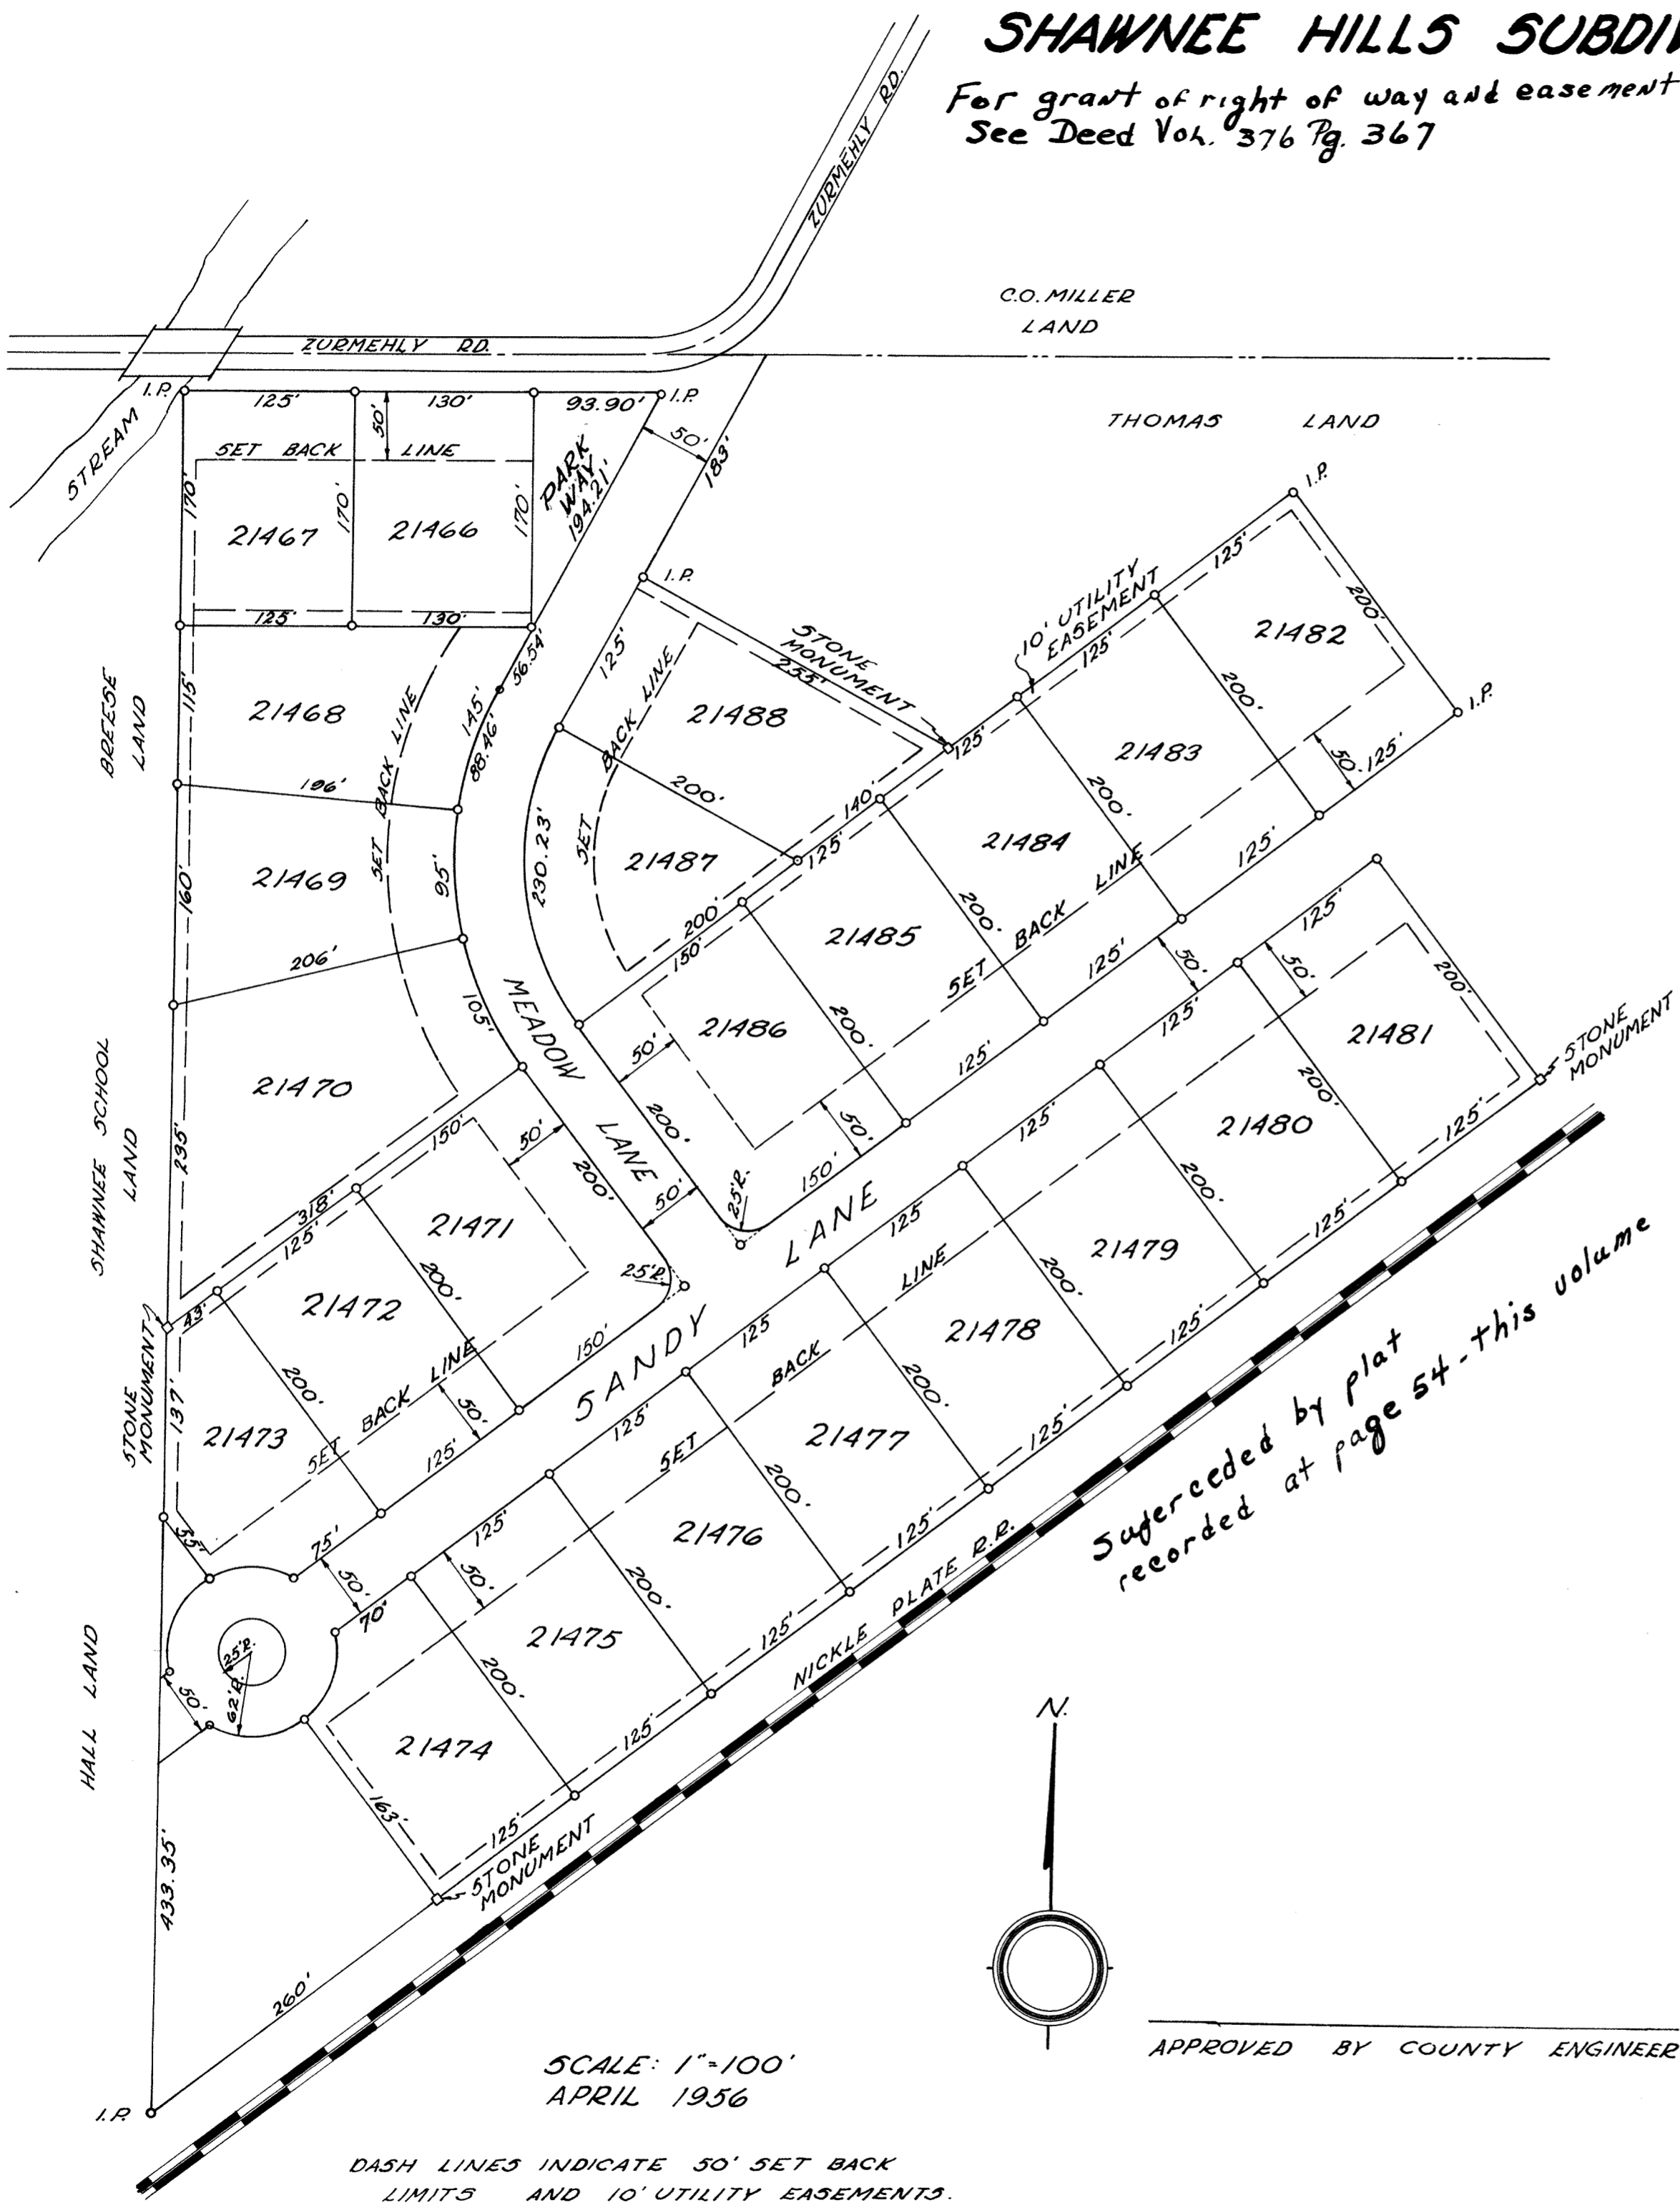 SHAWNEE HILLS SUBDIV
For grant of right of way and easement
See Deed Vol. 376 Pg. 367
ZURMEHLY RD.
ZURMEHLY RD.
C.O. MILLER
LAND
ZURMEHLY RD.
THOMAS LAND
STREAM
I.P.
125'
130'
93.90'
I.P.
50'
50'
183'
SET BACK LINE
PARK
WAY
194.21'
170'
170'
170'
21467
21466
125'
130'
I.P.
56.54'
125'
STONE
MONUMENT
255'
10' UTILITY
EASEMENT
125'
125'
I.P.
200'
21482
I.P.
BREESE
LAND
115'
21468
145'
88.46'
SET BACK LINE
SET BACK LINE
21488
125'
21483
200'
50'
125'
196'
200'
140'
200'
160'
21469
95'
230.23'
21487
125'
21484
125'
206'
200'
150'
21485
200'
SET BACK LINE
125'
50'
125'
105'
MEADOW LANE
50'
21486
200'
125'
125'
50'
200'
21481
STONE
MONUMENT
SHAWNEE SCHOOL
LAND
21470
295'
150'
50'
200'
200'
50'
150'
50'
25'R.
125'
200'
21480
125'
318'
125'
21471
25'R.
SANDY LANE
125
21479
200'
125'
STONE
MONUMENT
43'
21472
200'
150'
125
21478
200'
125'
137'
200'
SET BACK LINE
50'
SET BACK LINE
21473
125'
125'
21477
200'
125'
55'
75'
50'
70'
125'
50'
21476
200'
125'
NICKLE PLATE R.R.
Superceded by plat
recorded at page 54 - this volume
HALL LAND
25'R.
62'R.
50'
21475
200'
125'
21474
200'
125'
163'
125'
STONE
MONUMENT
N.
433.35'
260'
I.P.
SCALE: 1"=100'
APRIL 1956
APPROVED BY COUNTY ENGINEER
DASH LINES INDICATE 50' SET BACK
LIMITS AND 10' UTILITY EASEMENTS.